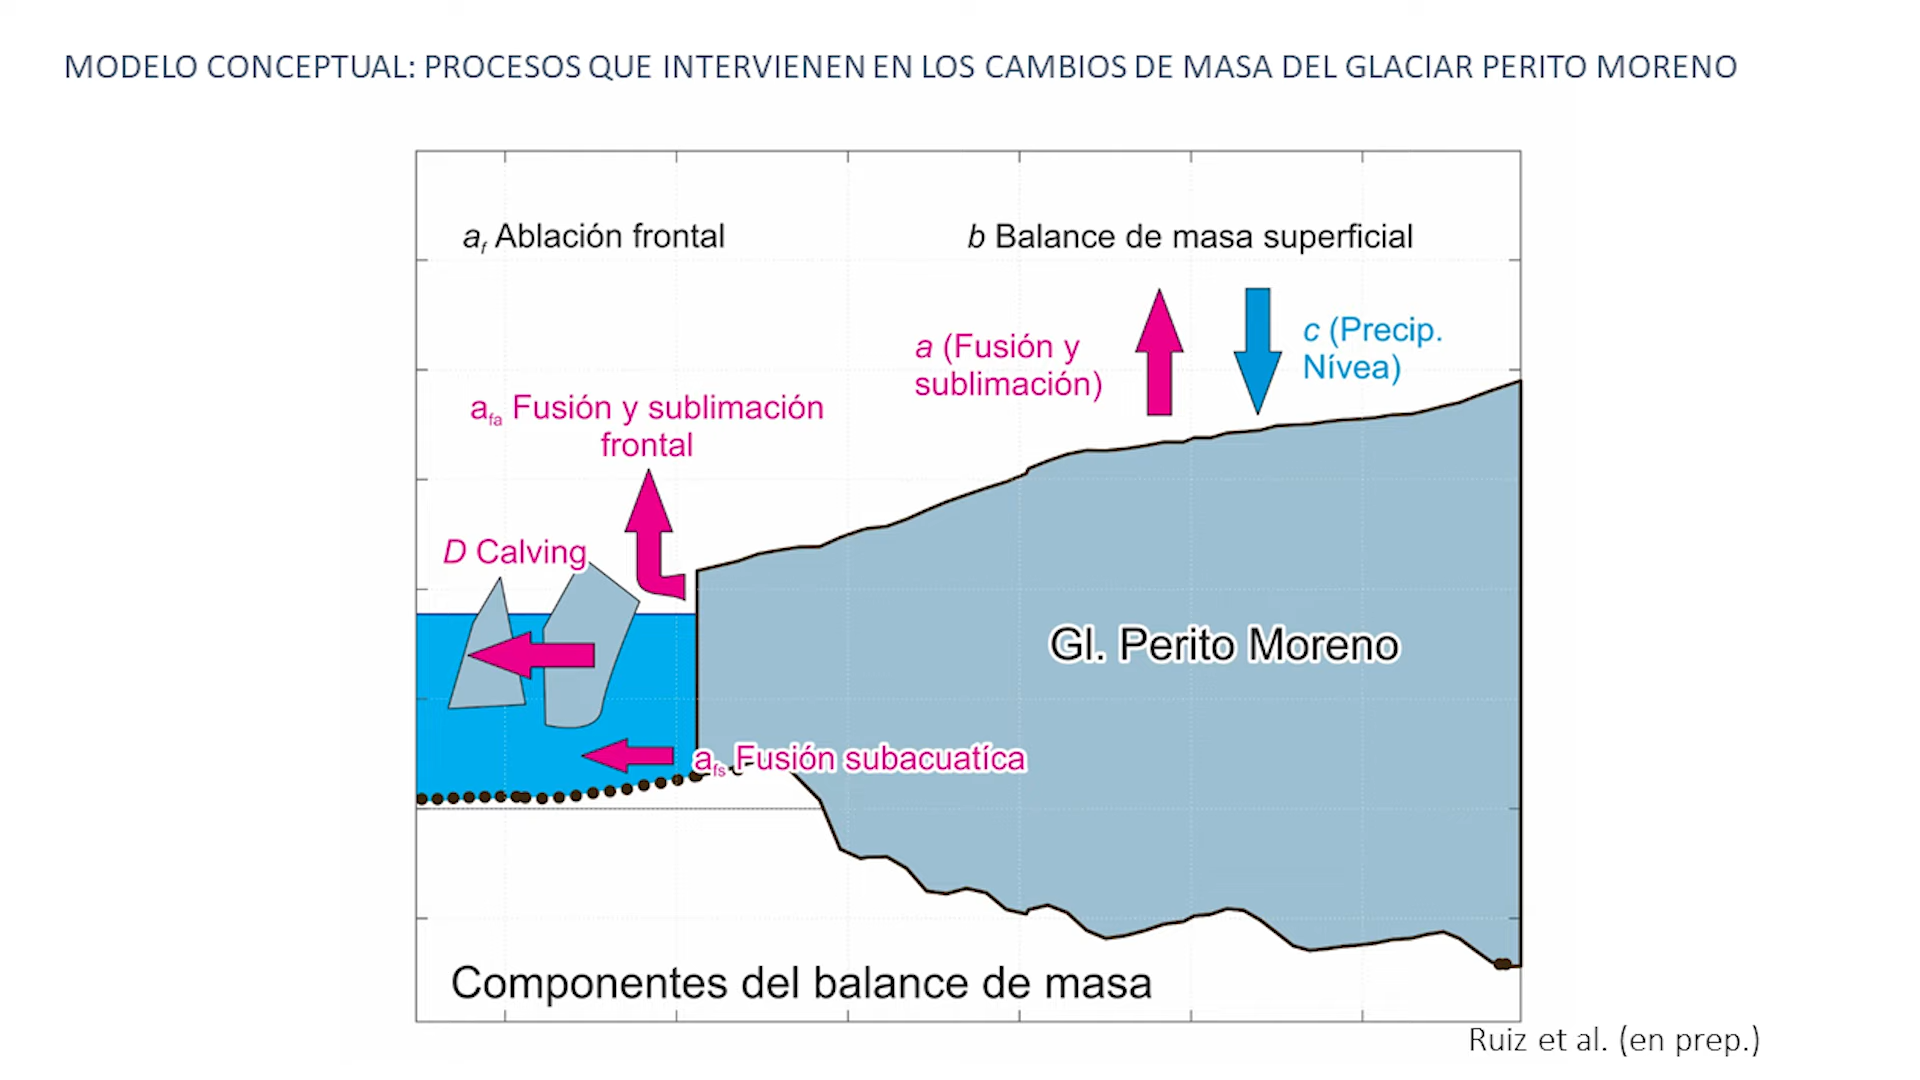 MODELO CONCEPTUAL: PROCESOS QUE INTERVIENEN EN LOS CAMBIOS DE MASA DEL GLACIAR PERITO MORENO
af Ablación frontal
b Balance de masa superficial
a (Fusión y
sublimación)
c (Precip.
Nívea)
afa Fusión y sublimación
frontal
D Calving
Gl. Perito Moreno
afs Fusión subacuatíca
Componentes del balance de masa
Ruiz et al. (en prep.)